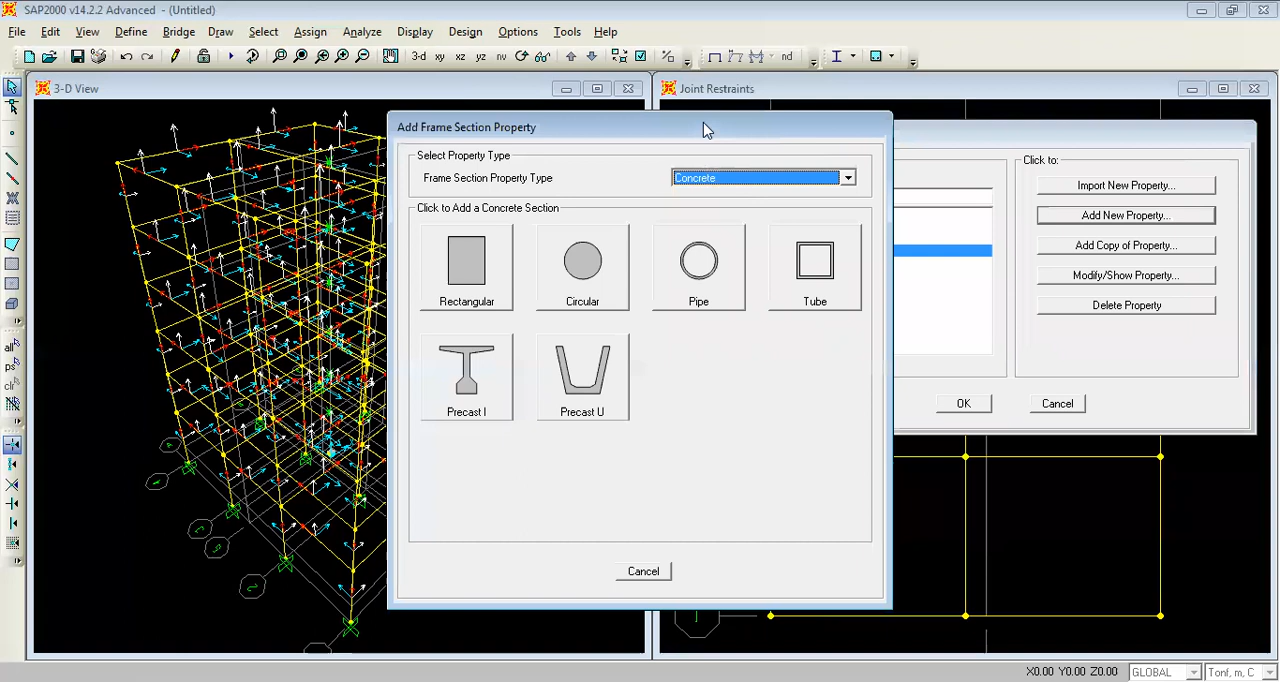 SAP2000 v14.2.2 Advanced - (Untitled)
File Edit View Define Bridge Draw Select Assign Analyze Display Design Options Tools Help
3-d xy xz yz nv nd
3-D View
Joint Restraints
all
ps
clr
Add Frame Section Property
Select Property Type
Frame Section Property Type
Concrete
Click to Add a Concrete Section
Rectangular
Circular
Pipe
Tube
Precast I
Precast U
Cancel
Click to:
Import New Property...
Add New Property...
Add Copy of Property...
Modify/Show Property...
Delete Property
OK
Cancel
X0.00 Y0.00 Z0.00
GLOBAL
Tonf, m, C